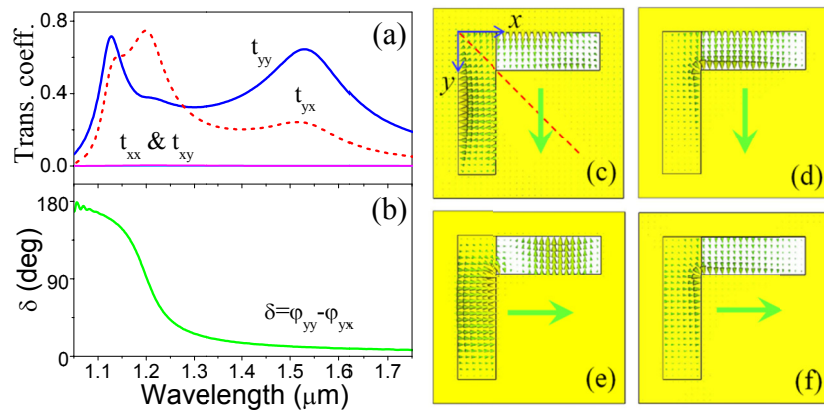 0.8
0.4
0.0
Trans. coeff.
(a)
t_yy
t_yx
t_xx & t_xy
180
90
0
δ (deg)
(b)
δ=φ_yy-φ_yx
1.1 1.2 1.3 1.4 1.5 1.6 1.7
Wavelength (μm)
x
y
(c)
(d)
(e)
(f)